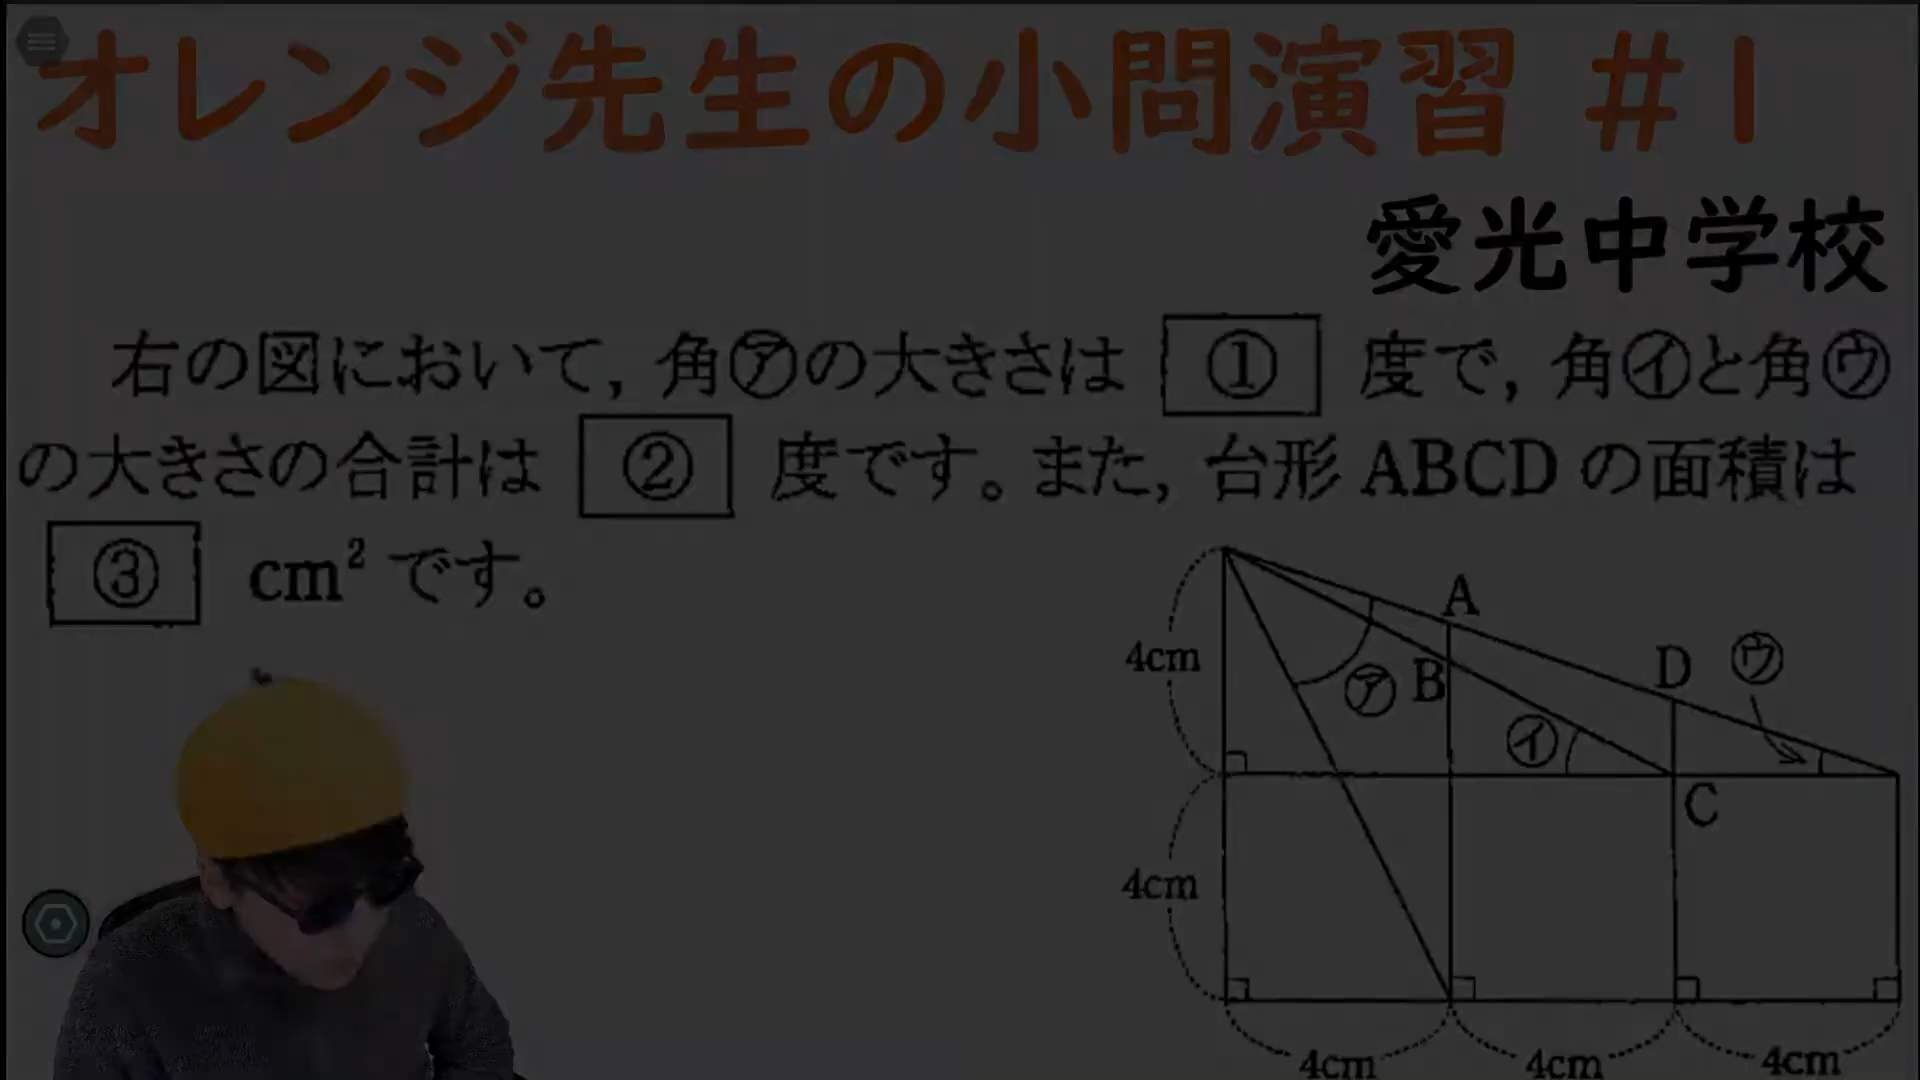 オレンジ先生の小問演習 #1
愛光中学校
右の図において, 角㋐の大きさは ① 度で, 角㋑と角㋒
の大きさの合計は ② 度です。また, 台形 ABCD の面積は
③ cm² です。
A
4cm
D ㋒
㋐ B
㋑
C
4cm
4cm 4cm 4cm